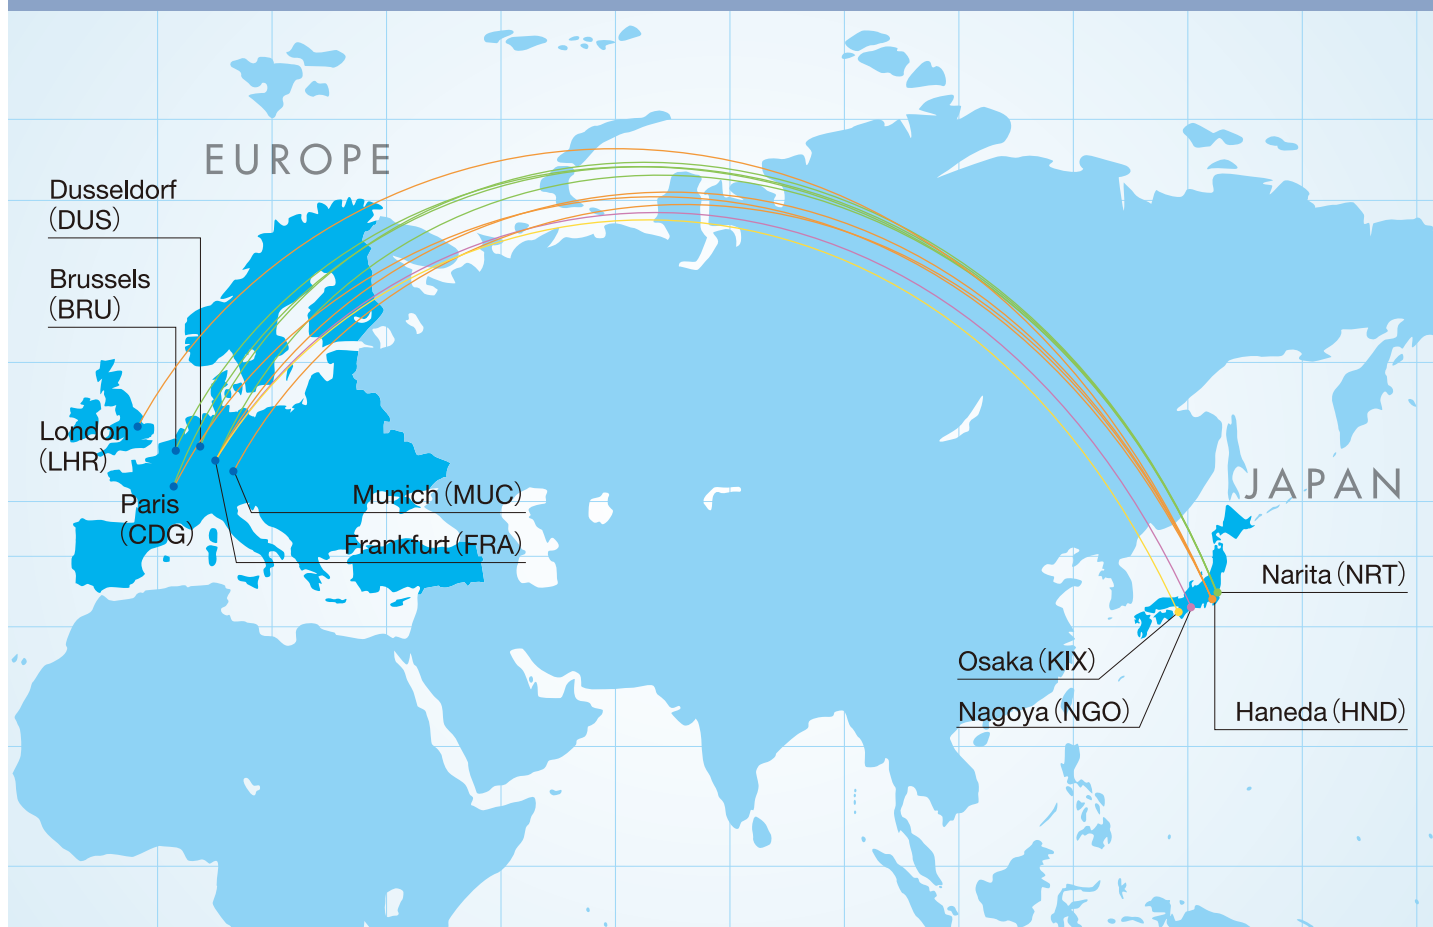 EUROPE
Dusseldorf
(DUS)
Brussels
(BRU)
London
(LHR)
Paris
(CDG)
Munich (MUC)
Frankfurt (FRA)
JAPAN
Narita (NRT)
Osaka (KIX)
Nagoya (NGO)
Haneda (HND)